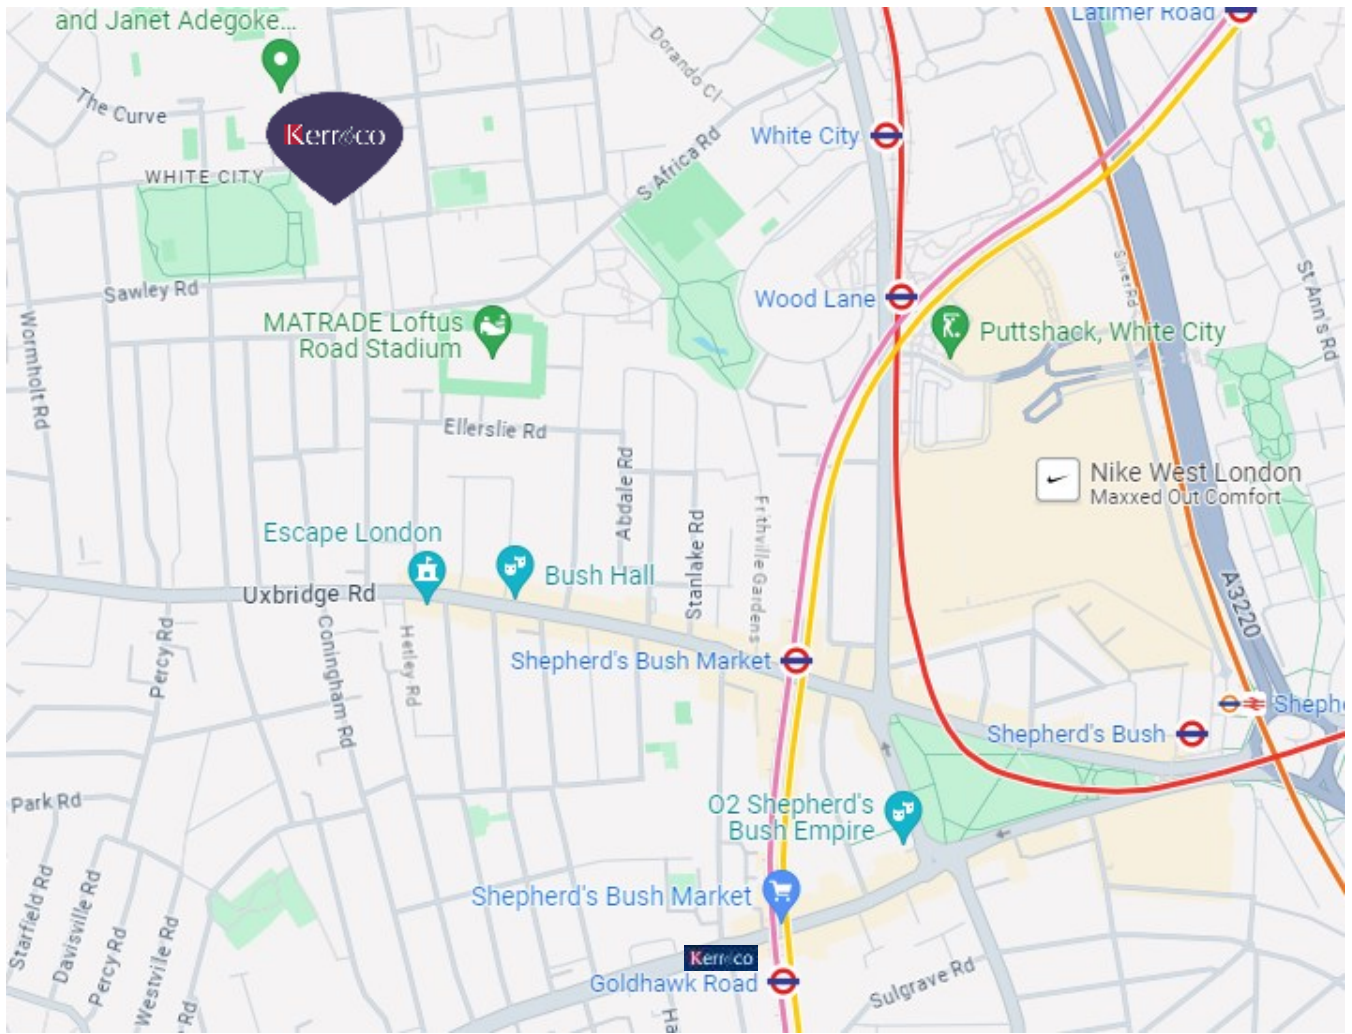 and Janet Adegoke...
Latimer Road
Dorando Cl
The Curve
Kerr&co
White City
S Africa Rd
WHITE CITY
Silver Rd
St Ann's Rd
Sawley Rd
Wood Lane
MATRADE Loftus
Road Stadium
Puttshack, White City
Wormholt Rd
Ellerslie Rd
Abdale Rd
Nike West London
Maxxed Out Comfort
Stanlake Rd
Frithville Gardens
Escape London
Bush Hall
Uxbridge Rd
A3220
Percy Rd
Coningham Rd
Hetley Rd
Shepherd's Bush Market
Shephe
Shepherd's Bush
Park Rd
O2 Shepherd's
Bush Empire
Starfield Rd
Davisville Rd
Percy Rd
Westville Rd
Shepherd's Bush Market
Kerr&co
Goldhawk Road
Sulgrave Rd
e Rd
Ha